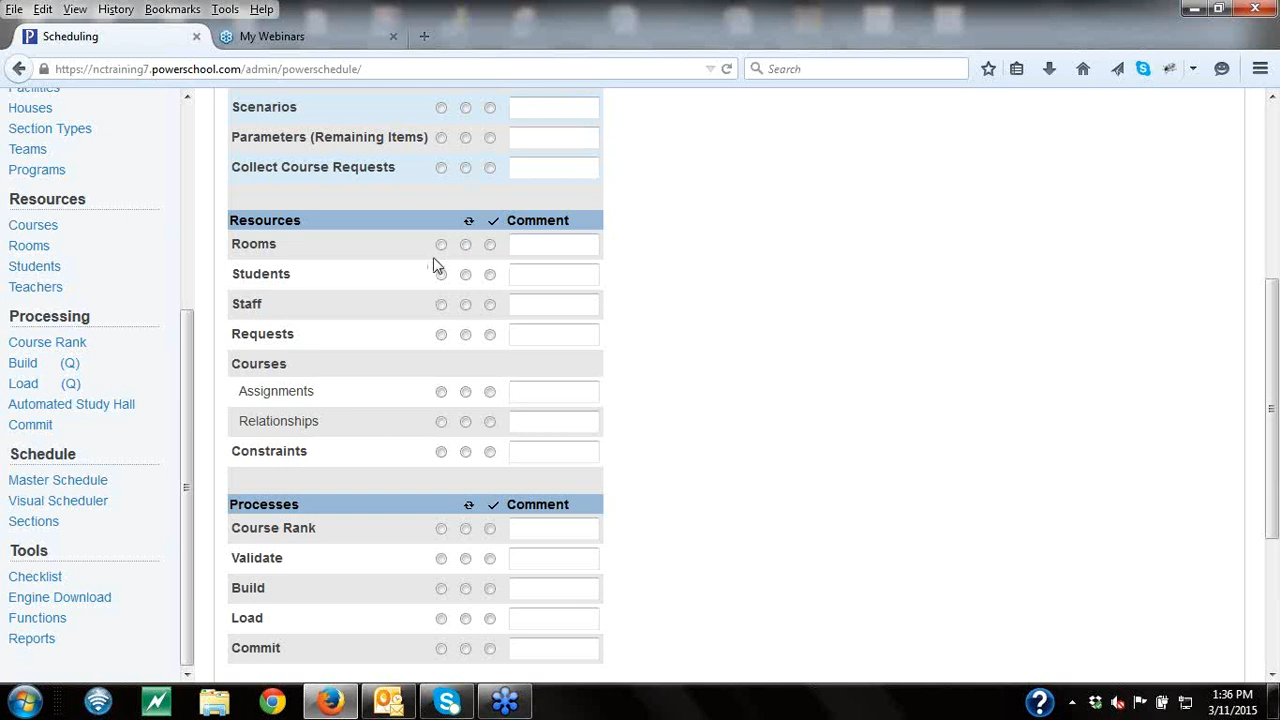 File Edit View History Bookmarks Tools Help
Scheduling
My Webinars
https://nctraining7.powerschool.com/admin/powerschedule/
Search
Facilities
Houses
Section Types
Teams
Programs
Resources
Courses
Rooms
Students
Teachers
Processing
Course Rank
Build (Q)
Load (Q)
Automated Study Hall
Commit
Schedule
Master Schedule
Visual Scheduler
Sections
Tools
Checklist
Engine Download
Functions
Reports
Scenarios
Parameters (Remaining Items)
Collect Course Requests
Resources Comment
Rooms
Students
Staff
Requests
Courses
Assignments
Relationships
Constraints
Processes Comment
Course Rank
Validate
Build
Load
Commit
1:36 PM
3/11/2015